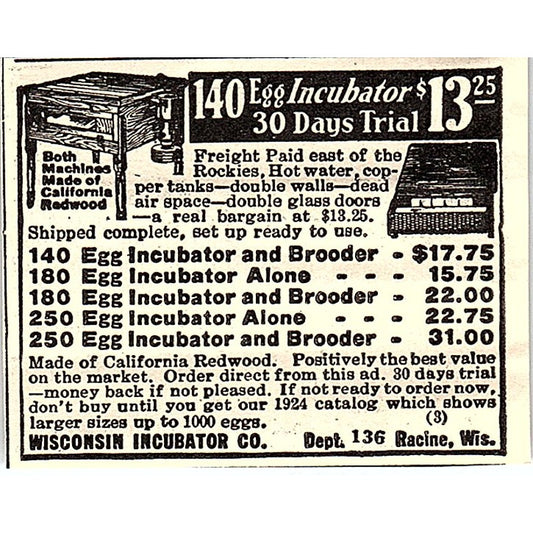 140 Egg Incubator $13.25
30 Days Trial
Both
Machines
Made of
California
Redwood
Freight Paid east of the
Rockies, Hot water, cop-
per tanks—double walls—dead
air space—double glass doors
—a real bargain at $13.25.
Shipped complete, set up ready to use.
140 Egg Incubator and Brooder - $17.75
180 Egg Incubator Alone - - - 15.75
180 Egg Incubator and Brooder - 22.00
250 Egg Incubator Alone - - - 22.75
250 Egg Incubator and Brooder - 31.00
Made of California Redwood. Positively the best value
on the market. Order direct from this ad. 30 days trial
—money back if not pleased. If not ready to order now,
don't buy until you get our 1924 catalog which shows
larger sizes up to 1000 eggs. (3)
WISCONSIN INCUBATOR CO. Dept. 136 Racine, Wis.